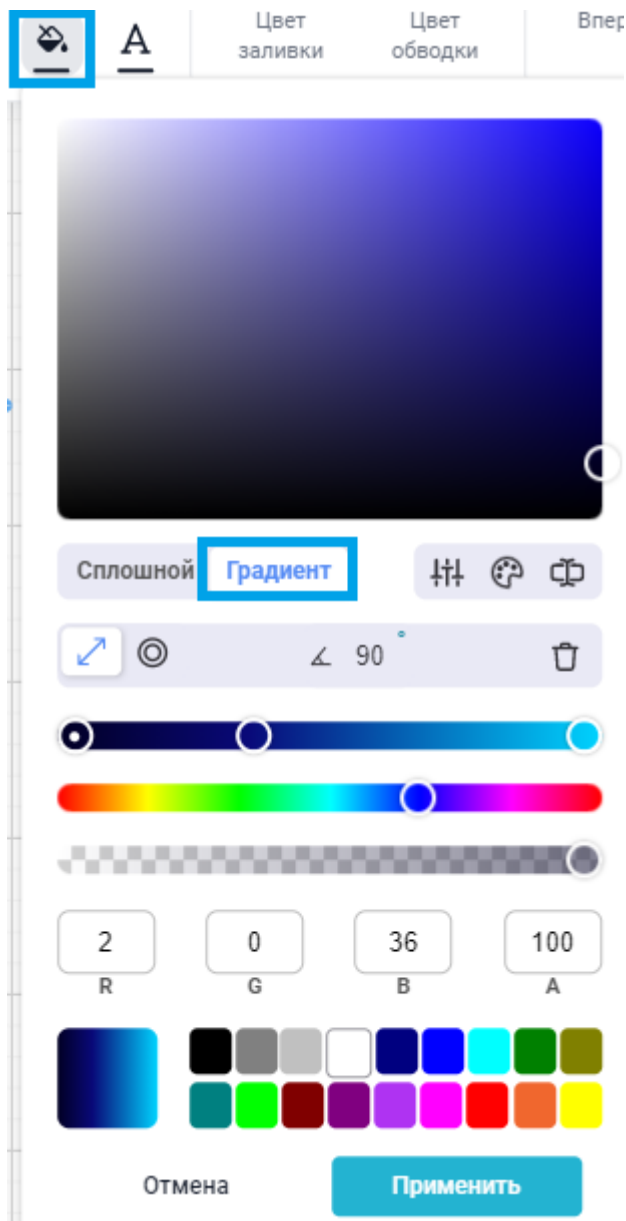 A
Цвет
заливки
Цвет
обводки
Впер
Сплошной Градиент
90 °
2 0 36 100
R G B A
Отмена Применить